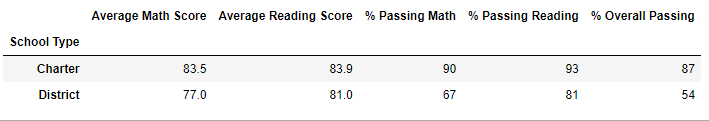 Average Math Score Average Reading Score % Passing Math % Passing Reading % Overall Passing
School Type
Charter 83.5 83.9 90 93 87
District 77.0 81.0 67 81 54